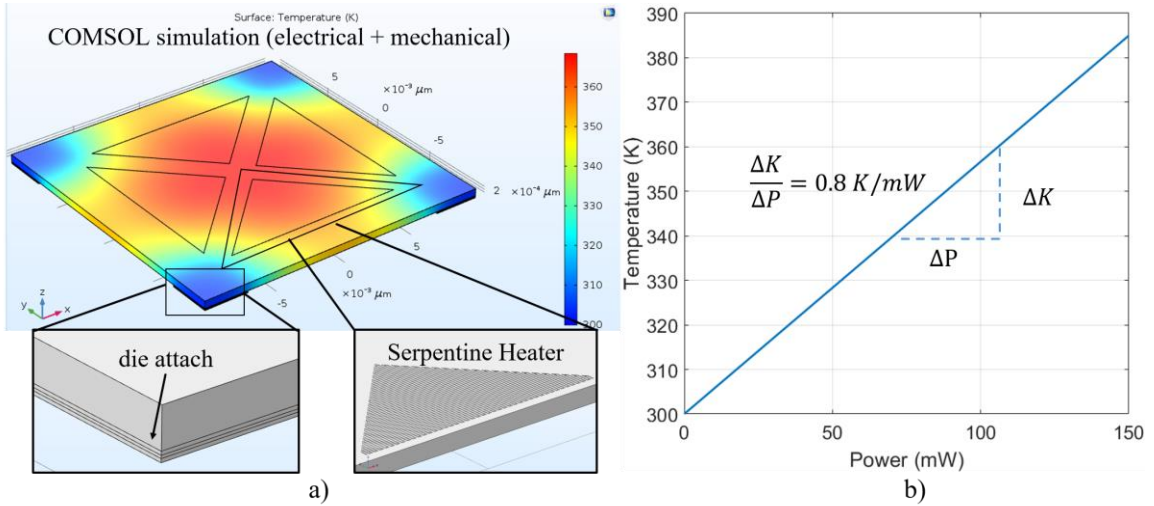 Surface: Temperature (K)
COMSOL simulation (electrical + mechanical)
5
×10⁻³ µm
0
-5
2 ×10⁻⁴ µm
5
0
×10⁻³ µm
-5
360
350
340
330
320
310
300
z
y x
die attach
Serpentine Heater
a)
390
380
370
360
350
340
330
320
310
300
Temperature (K)
ΔK/ΔP = 0.8 K/mW
ΔK
ΔP
0 50 100 150
Power (mW)
b)